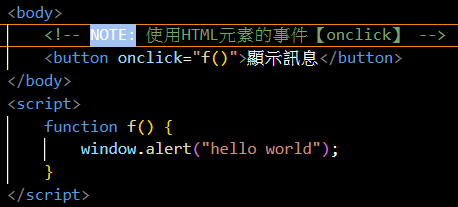 <body>
<!-- NOTE: 使用HTML元素的事件【onclick】 -->
<button onclick="f()">顯示訊息</button>
</body>
<script>
function f() {
window.alert("hello world");
}
</script>